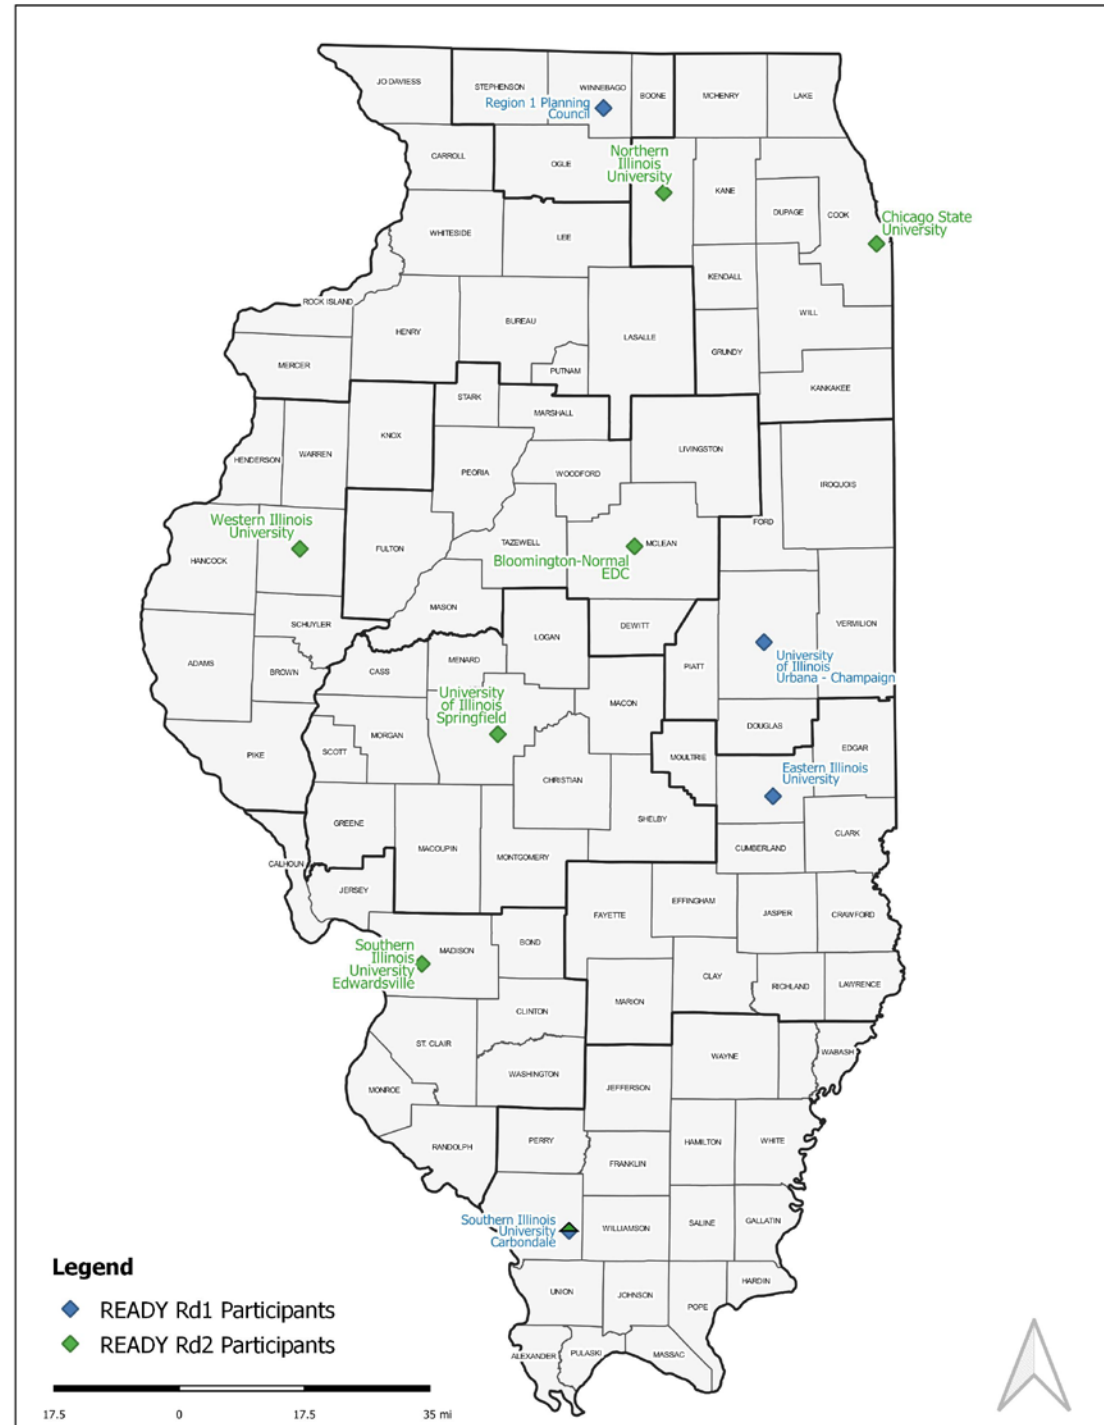 JO DAVIESS
STEPHENSON
WINNEBAGO
BOONE
MCHENRY
LAKE
Region 1 Planning
Council
CARROLL
OGLE
Northern
Illinois
University
KANE
DUPAGE
COOK
Chicago State
University
WHITESIDE
LEE
KENDALL
ROCK ISLAND
HENRY
BUREAU
LASALLE
WILL
GRUNDY
MERCER
PUTNAM
KANKAKEE
STARK
MARSHALL
KNOX
LIVINGSTON
HENDERSON
WARREN
PEORIA
WOODFORD
IROQUOIS
FORD
Western Illinois
University
HANCOCK
FULTON
TAZEWELL
MCLEAN
Bloomington-Normal
EDC
MASON
SCHUYLER
LOGAN
DEWITT
VERMILION
University
of Illinois
Urbana - Champaign
ADAMS
BROWN
CASS
MENARD
PIATT
University
of Illinois
Springfield
MACON
DOUGLAS
PIKE
SCOTT
MORGAN
CHRISTIAN
MOULTRIE
EDGAR
Eastern Illinois
University
GREENE
MACOUPIN
MONTGOMERY
SHELBY
CUMBERLAND
CLARK
CALHOUN
JERSEY
FAYETTE
EFFINGHAM
JASPER
CRAWFORD
Southern
Illinois
University
Edwardsville
MADISON
BOND
CLAY
RICHLAND
LAWRENCE
MARION
CLINTON
ST. CLAIR
WAYNE
WABASH
WASHINGTON
MONROE
JEFFERSON
RANDOLPH
PERRY
HAMILTON
WHITE
FRANKLIN
Southern Illinois
University
Carbondale
WILLIAMSON
SALINE
GALLATIN
UNION
JOHNSON
POPE
HARDIN
ALEXANDER
PULASKI
MASSAC
Legend
READY Rd1 Participants
READY Rd2 Participants
17.5 0 17.5 35 mi